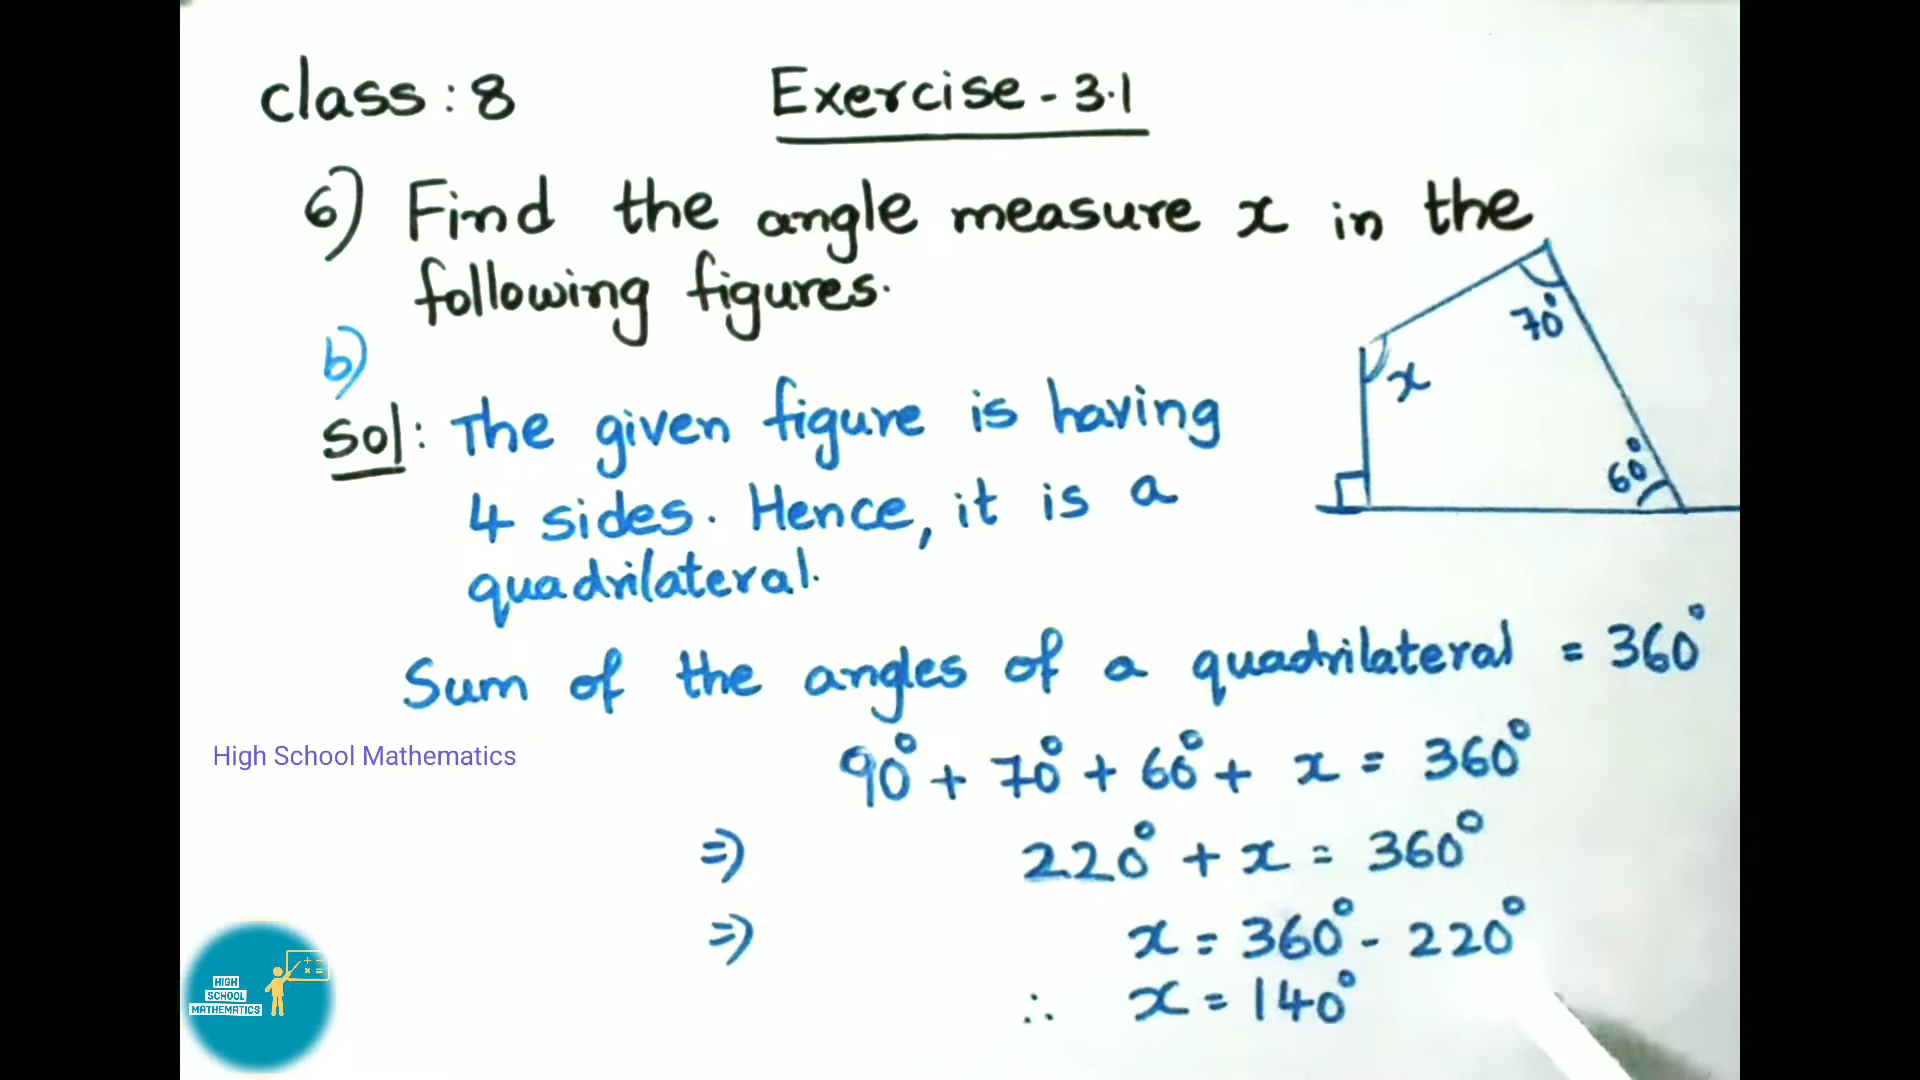 class : 8
Exercise - 3.1
6) Find the angle measure x in the
following figures.
b)
70°
x
60°
Sol : The given figure is having
4 sides. Hence, it is a
quadrilateral.
Sum of the angles of a quadrilateral = 360°
High School Mathematics
90° + 70° + 60° + x = 360°
=) 220° + x = 360°
=) x = 360° - 220°
∴ x = 140°
HIGH
SCHOOL
MATHEMATICS